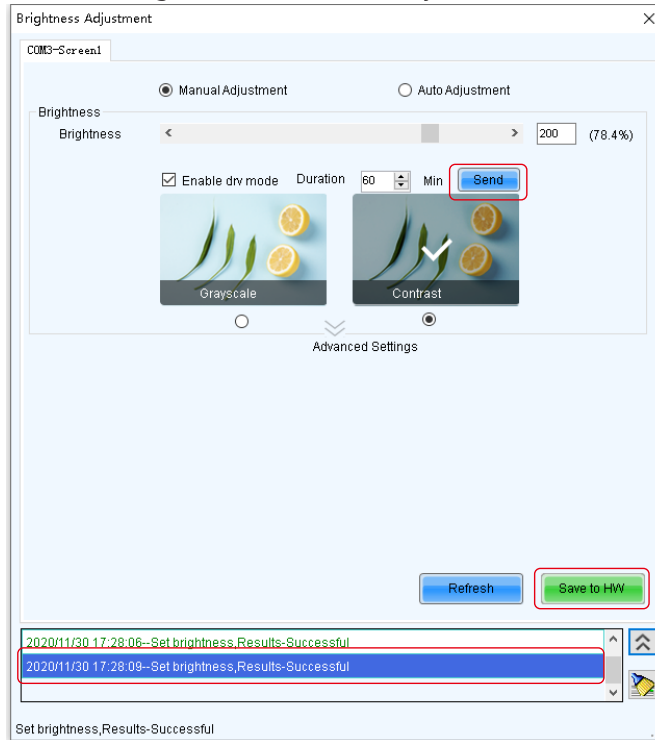 Brightness Adjustment
COM3-Screen1
Manual Adjustment Auto Adjustment
Brightness
Brightness 200 (78.4%)
Enable drv mode Duration 60 Min Send
Grayscale Contrast
Advanced Settings
Refresh Save to HW
2020/11/30 17:28:06--Set brightness,Results-Successful
2020/11/30 17:28:09--Set brightness,Results-Successful
Set brightness,Results-Successful